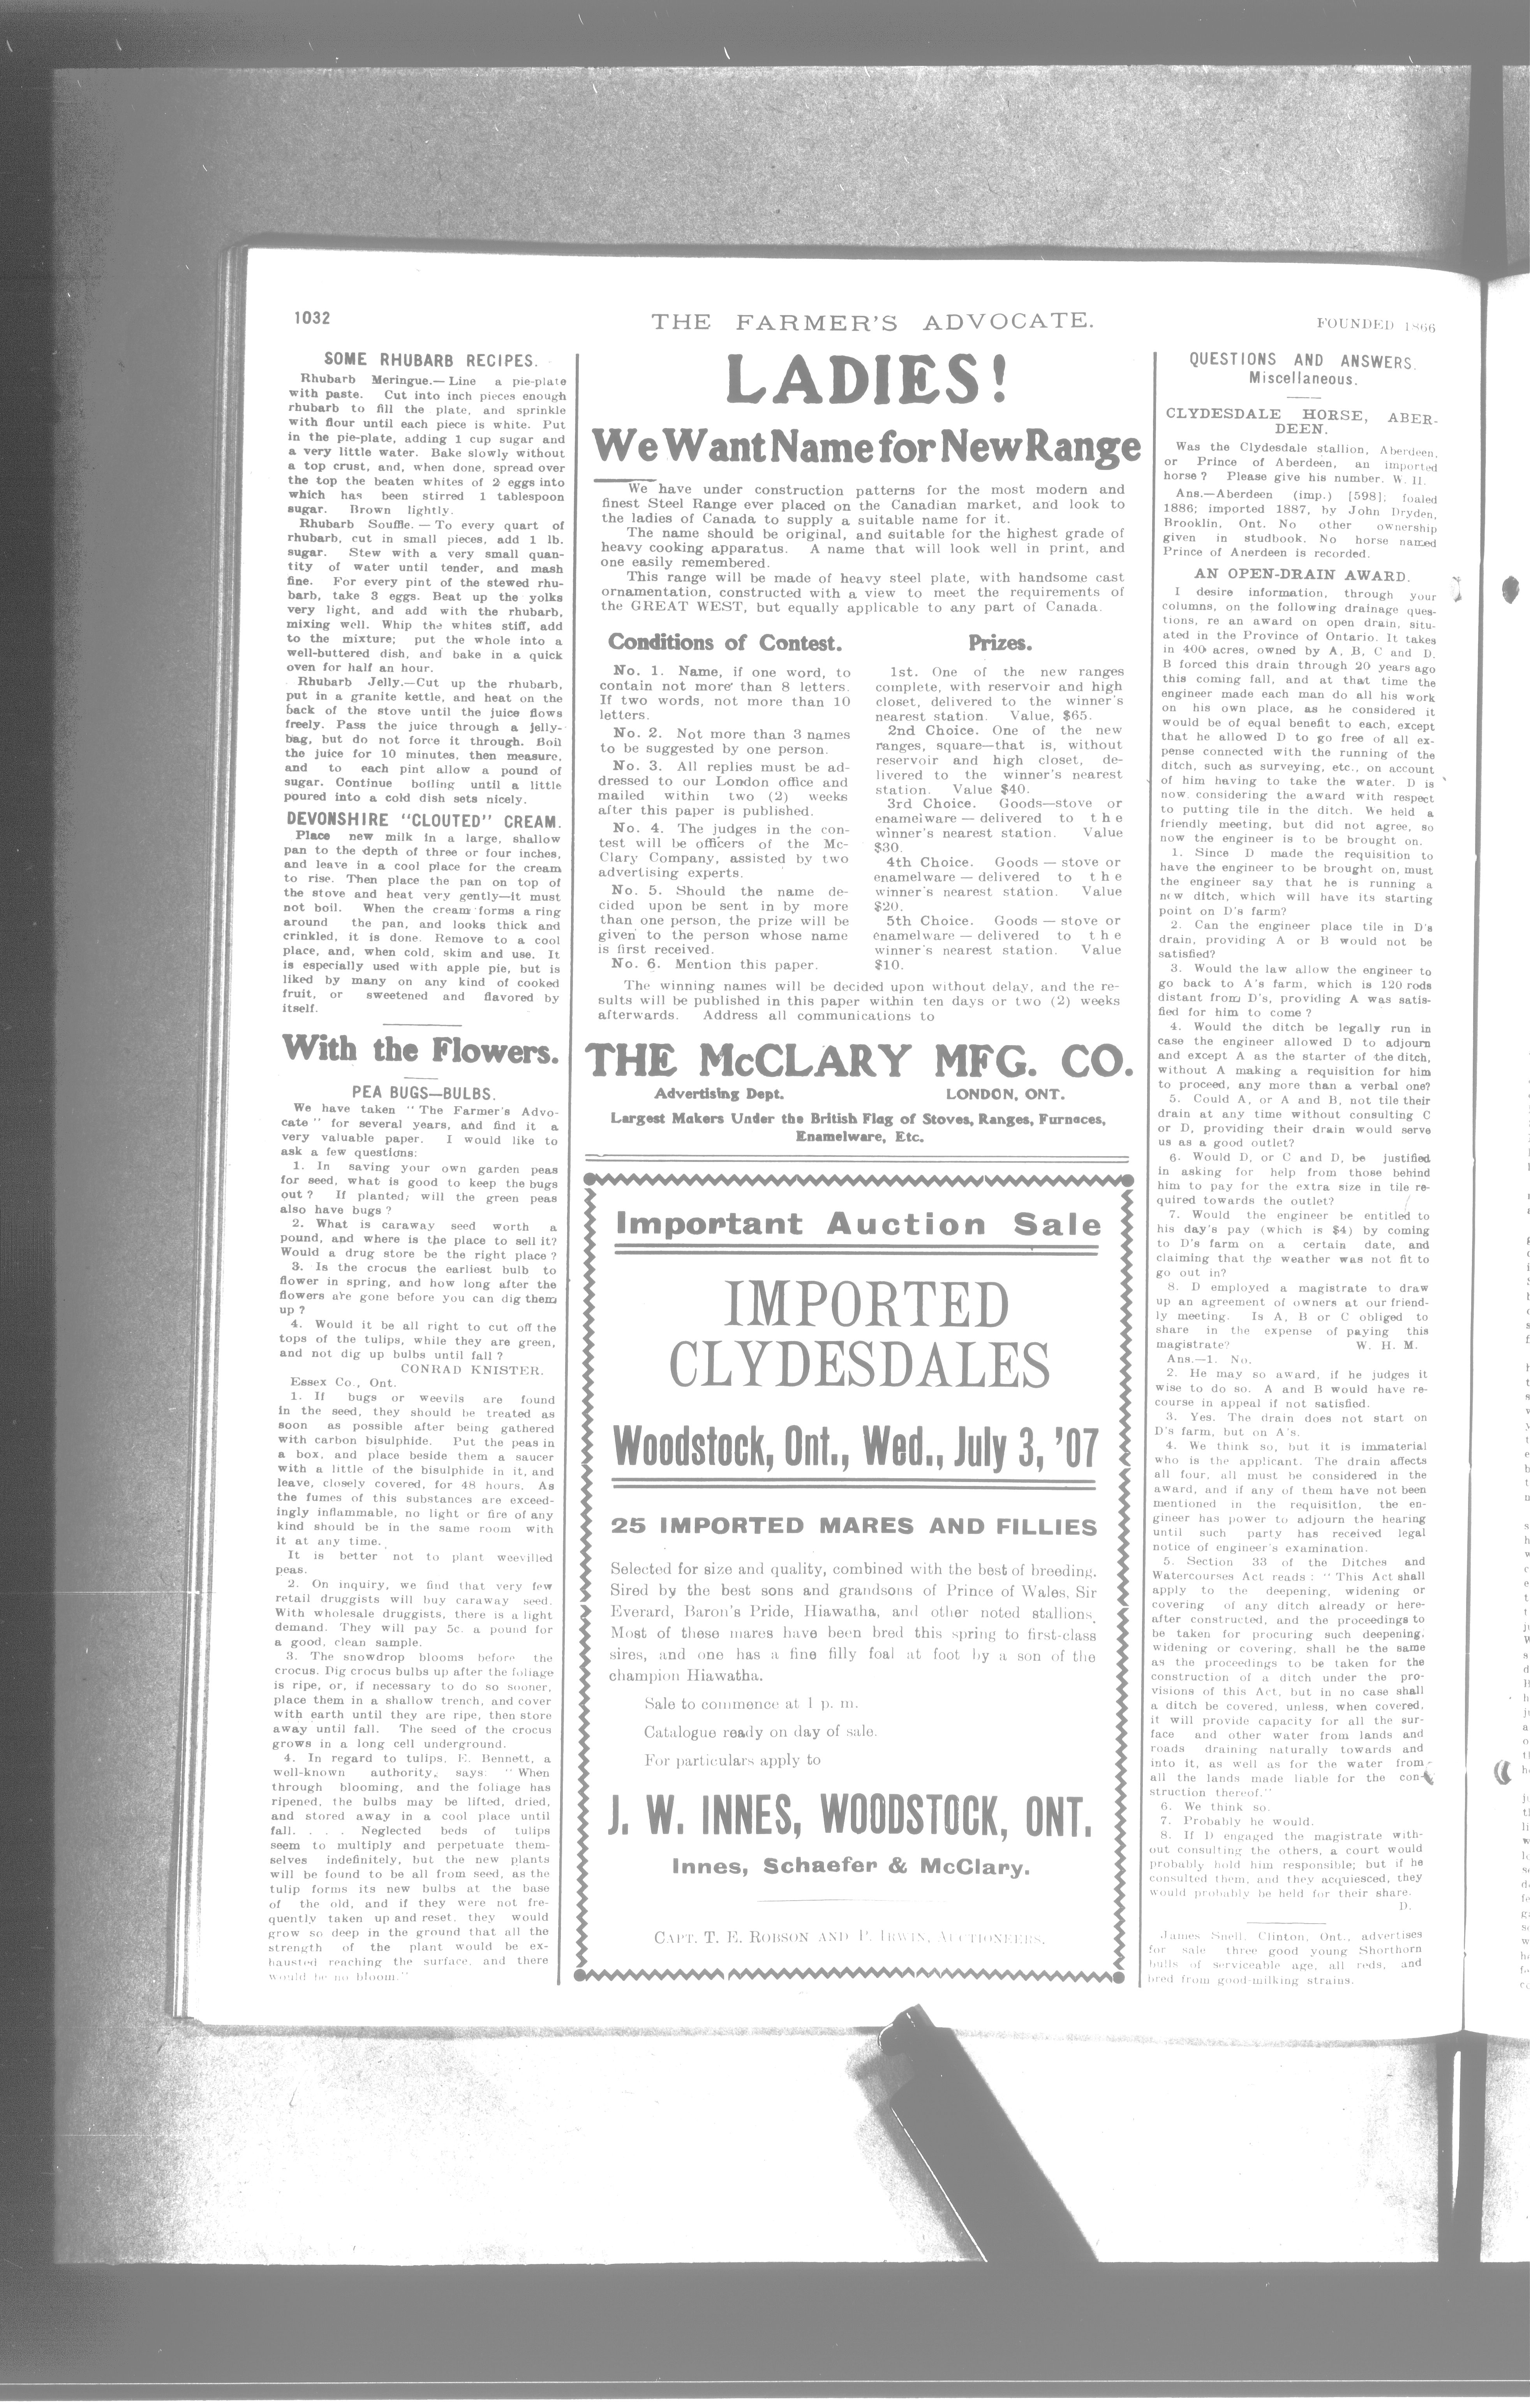 1032
THE FARMER'S ADVOCATE.
FOUNDED 1866
SOME RHUBARB RECIPES.
Rhubarb Meringue.—Line a pie-plate
with paste. Cut into inch pieces enough
rhubarb to fill the plate, and sprinkle
with flour until each piece is white. Put
in the pie-plate, adding 1 cup sugar and
a very little water. Bake slowly without
a top crust, and, when done, spread over
the top the beaten whites of 2 eggs into
which has been stirred 1 tablespoon
sugar. Brown lightly.
Rhubarb Souffle.—To every quart of
rhubarb, cut in small pieces, add 1 lb.
sugar. Stew with a very small quan-
tity of water until tender, and mash
fine. For every pint of the stewed rhu-
barb, take 3 eggs. Beat up the yolks
very light, and add with the rhubarb,
mixing well. Whip the whites stiff, add
to the mixture; put the whole into a
well-buttered dish, and bake in a quick
oven for half an hour.
Rhubarb Jelly.—Cut up the rhubarb,
put in a granite kettle, and heat on the
back of the stove until the juice flows
freely. Pass the juice through a jelly-
bag, but do not force it through. Boil
the juice for 10 minutes, then measure,
and to each pint allow a pound of
sugar. Continue boiling until a little
poured into a cold dish sets nicely.
DEVONSHIRE "CLOUTED" CREAM.
Place new milk in a large, shallow
pan to the depth of three or four inches,
and leave in a cool place for the cream
to rise. Then place the pan on top of
the stove and heat very gently—it must
not boil. When the cream forms a ring
around the pan, and looks thick and
crinkled, it is done. Remove to a cool
place, and, when cold, skim and use. It
is especially used with apple pie, but is
liked by many on any kind of cooked
fruit, or sweetened and flavored by
itself.
With the Flowers.
PEA BUGS—BULBS.
We have taken "The Farmer's Advo-
cate" for several years, and find it a
very valuable paper. I would like to
ask a few questions:
1. In saving your own garden peas
for seed, what is good to keep the bugs
out? If planted, will the green peas
also have bugs?
2. What is caraway seed worth a
pound, and where is the place to sell it?
Would a drug store be the right place?
3. Is the crocus the earliest bulb to
flower in spring, and how long after the
flowers are gone before you can dig them
up?
4. Would it be all right to cut off the
tops of the tulips, while they are green,
and not dig up bulbs until fall?
CONRAD KNISTER.
Essex Co., Ont.
1. If bugs or weevils are found
in the seed, they should be treated as
soon as possible after being gathered
with carbon bisulphide. Put the peas in
a box, and place beside them a saucer
with a little of the bisulphide in it, and
leave, closely covered, for 48 hours. As
the fumes of this substances are exceed-
ingly inflammable, no light or fire of any
kind should be in the same room with
it at any time.
It is better not to plant weevilled
peas.
2. On inquiry, we find that very few
retail druggists will buy caraway seed.
With wholesale druggists, there is a light
demand. They will pay 5c. a pound for
a good, clean sample.
3. The snowdrop blooms before the
crocus. Dig crocus bulbs up after the foliage
is ripe, or, if necessary to do so sooner,
place them in a shallow trench, and cover
with earth until they are ripe, then store
away until fall. The seed of the crocus
grows in a long cell underground.
4. In regard to tulips, E. Bennett, a
well-known authority, says: "When
through blooming, and the foliage has
ripened, the bulbs may be lifted, dried,
and stored away in a cool place until
fall. . . . Neglected beds of tulips
seem to multiply and perpetuate them-
selves indefinitely, but the new plants
will be found to be all from seed, as the
tulip forms its new bulbs at the base
of the old, and if they were not fre-
quently taken up and reset, they would
grow so deep in the ground that all the
strength of the plant would be ex-
hausted reaching the surface, and there
would be no bloom."
LADIES!
We Want Name for New Range
We have under construction patterns for the most modern and
finest Steel Range ever placed on the Canadian market, and look to
the ladies of Canada to supply a suitable name for it.
The name should be original, and suitable for the highest grade of
heavy cooking apparatus. A name that will look well in print, and
one easily remembered.
This range will be made of heavy steel plate, with handsome cast
ornamentation, constructed with a view to meet the requirements of
the GREAT WEST, but equally applicable to any part of Canada.
Conditions of Contest.
No. 1. Name, if one word, to
contain not more than 8 letters.
If two words, not more than 10
letters.
No. 2. Not more than 3 names
to be suggested by one person.
No. 3. All replies must be ad-
dressed to our London office and
mailed within two (2) weeks
after this paper is published.
No. 4. The judges in the con-
test will be officers of the Mc-
Clary Company, assisted by two
advertising experts.
No. 5. Should the name de-
cided upon be sent in by more
than one person, the prize will be
given to the person whose name
is first received.
No. 6. Mention this paper.
Prizes.
1st. One of the new ranges
complete, with reservoir and high
closet, delivered to the winner's
nearest station. Value, $65.
2nd Choice. One of the new
ranges, square—that is, without
reservoir and high closet, de-
livered to the winner's nearest
station. Value $40.
3rd Choice. Goods—stove or
enamelware—delivered to the
winner's nearest station. Value
$30.
4th Choice. Goods—stove or
enamelware—delivered to the
winner's nearest station. Value
$20.
5th Choice. Goods—stove or
enamelware—delivered to the
winner's nearest station. Value
$10.
The winning names will be decided upon without delay, and the re-
sults will be published in this paper within ten days or two (2) weeks
afterwards. Address all communications to
THE McCLARY MFG. CO.
Advertising Dept. LONDON, ONT.
Largest Makers Under the British Flag of Stoves, Ranges, Furnaces,
Enamelware, Etc.
Important Auction Sale
IMPORTED
CLYDESDALES
Woodstock, Ont., Wed., July 3, '07
25 IMPORTED MARES AND FILLIES
Selected for size and quality, combined with the best of breeding.
Sired by the best sons and grandsons of Prince of Wales, Sir
Everard, Baron's Pride, Hiawatha, and other noted stallions.
Most of these mares have been bred this spring to first-class
sires, and one has a fine filly foal at foot by a son of the
champion Hiawatha.
Sale to commence at 1 p. m.
Catalogue ready on day of sale.
For particulars apply to
J. W. INNES, WOODSTOCK, ONT.
Innes, Schaefer & McClary.
CAPT. T. E. ROBSON AND P. IRWIN, AUCTIONEERS.
QUESTIONS AND ANSWERS.
Miscellaneous.
CLYDESDALE HORSE, ABER-
DEEN.
Was the Clydesdale stallion, Aberdeen,
or Prince of Aberdeen, an imported
horse? Please give his number. W. H.
Ans.—Aberdeen (imp.) [598]; foaled
1886; imported 1887, by John Dryden,
Brooklin, Ont. No other ownership
given in studbook. No horse named
Prince of Anerdeen is recorded.
AN OPEN-DRAIN AWARD.
I desire information, through your
columns, on the following drainage ques-
tions, re an award on open drain, situ-
ated in the Province of Ontario. It takes
in 400 acres, owned by A, B, C and D.
B forced this drain through 20 years ago
this coming fall, and at that time the
engineer made each man do all his work
on his own place, as he considered it
would be of equal benefit to each, except
that he allowed D to go free of all ex-
pense connected with the running of the
ditch, such as surveying, etc., on account
of him having to take the water. D is
now considering the award with respect
to putting tile in the ditch. We held a
friendly meeting, but did not agree, so
now the engineer is to be brought on.
1. Since D made the requisition to
have the engineer to be brought on, must
the engineer say that he is running a
new ditch, which will have its starting
point on D's farm?
2. Can the engineer place tile in D's
drain, providing A or B would not be
satisfied?
3. Would the law allow the engineer to
go back to A's farm, which is 120 rods
distant from D's, providing A was satis-
fied for him to come?
4. Would the ditch be legally run in
case the engineer allowed D to adjourn
and except A as the starter of the ditch,
without A making a requisition for him
to proceed, any more than a verbal one?
5. Could A, or A and B, not tile their
drain at any time without consulting C
or D, providing their drain would serve
us as a good outlet?
6. Would D, or C and D, be justified
in asking for help from those behind
him to pay for the extra size in tile re-
quired towards the outlet?
7. Would the engineer be entitled to
his day's pay (which is $4) by coming
to D's farm on a certain date, and
claiming that the weather was not fit to
go out in?
8. D employed a magistrate to draw
up an agreement of owners at our friend-
ly meeting. Is A, B or C obliged to
share in the expense of paying this
magistrate? W. H. M.
Ans.—1. No.
2. He may so award, if he judges it
wise to do so. A and B would have re-
course in appeal if not satisfied.
3. Yes. The drain does not start on
D's farm, but on A's.
4. We think so, but it is immaterial
who is the applicant. The drain affects
all four, all must be considered in the
award, and if any of them have not been
mentioned in the requisition, the en-
gineer has power to adjourn the hearing
until such party has received legal
notice of engineer's examination.
5. Section 33 of the Ditches and
Watercourses Act reads: "This Act shall
apply to the deepening, widening or
covering of any ditch already or here-
after constructed, and the proceedings to
be taken for procuring such deepening,
widening or covering, shall be the same
as the proceedings to be taken for the
construction of a ditch under the pro-
visions of this Act, but in no case shall
a ditch be covered, unless, when covered,
it will provide capacity for all the sur-
face and other water from lands and
roads draining naturally towards and
into it, as well as for the water from
all the lands made liable for the con-
struction thereof."
6. We think so.
7. Probably he would.
8. If D engaged the magistrate with-
out consulting the others, a court would
probably hold him responsible; but if he
consulted them, and they acquiesced, they
would probably be held for their share.
D.
James Snell, Clinton, Ont., advertises
for sale three good young Shorthorn
bulls of serviceable age, all reds, and
bred from good-milking strains.